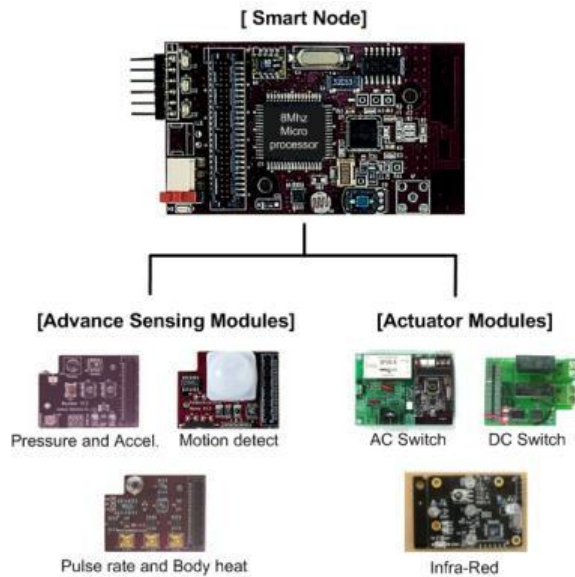 [ Smart Node]
8Mhz
Micro
processor
[Advance Sensing Modules]
[Actuator Modules]
Pressure and Accel.
Motion detect
AC Switch
DC Switch
Pulse rate and Body heat
Infra-Red